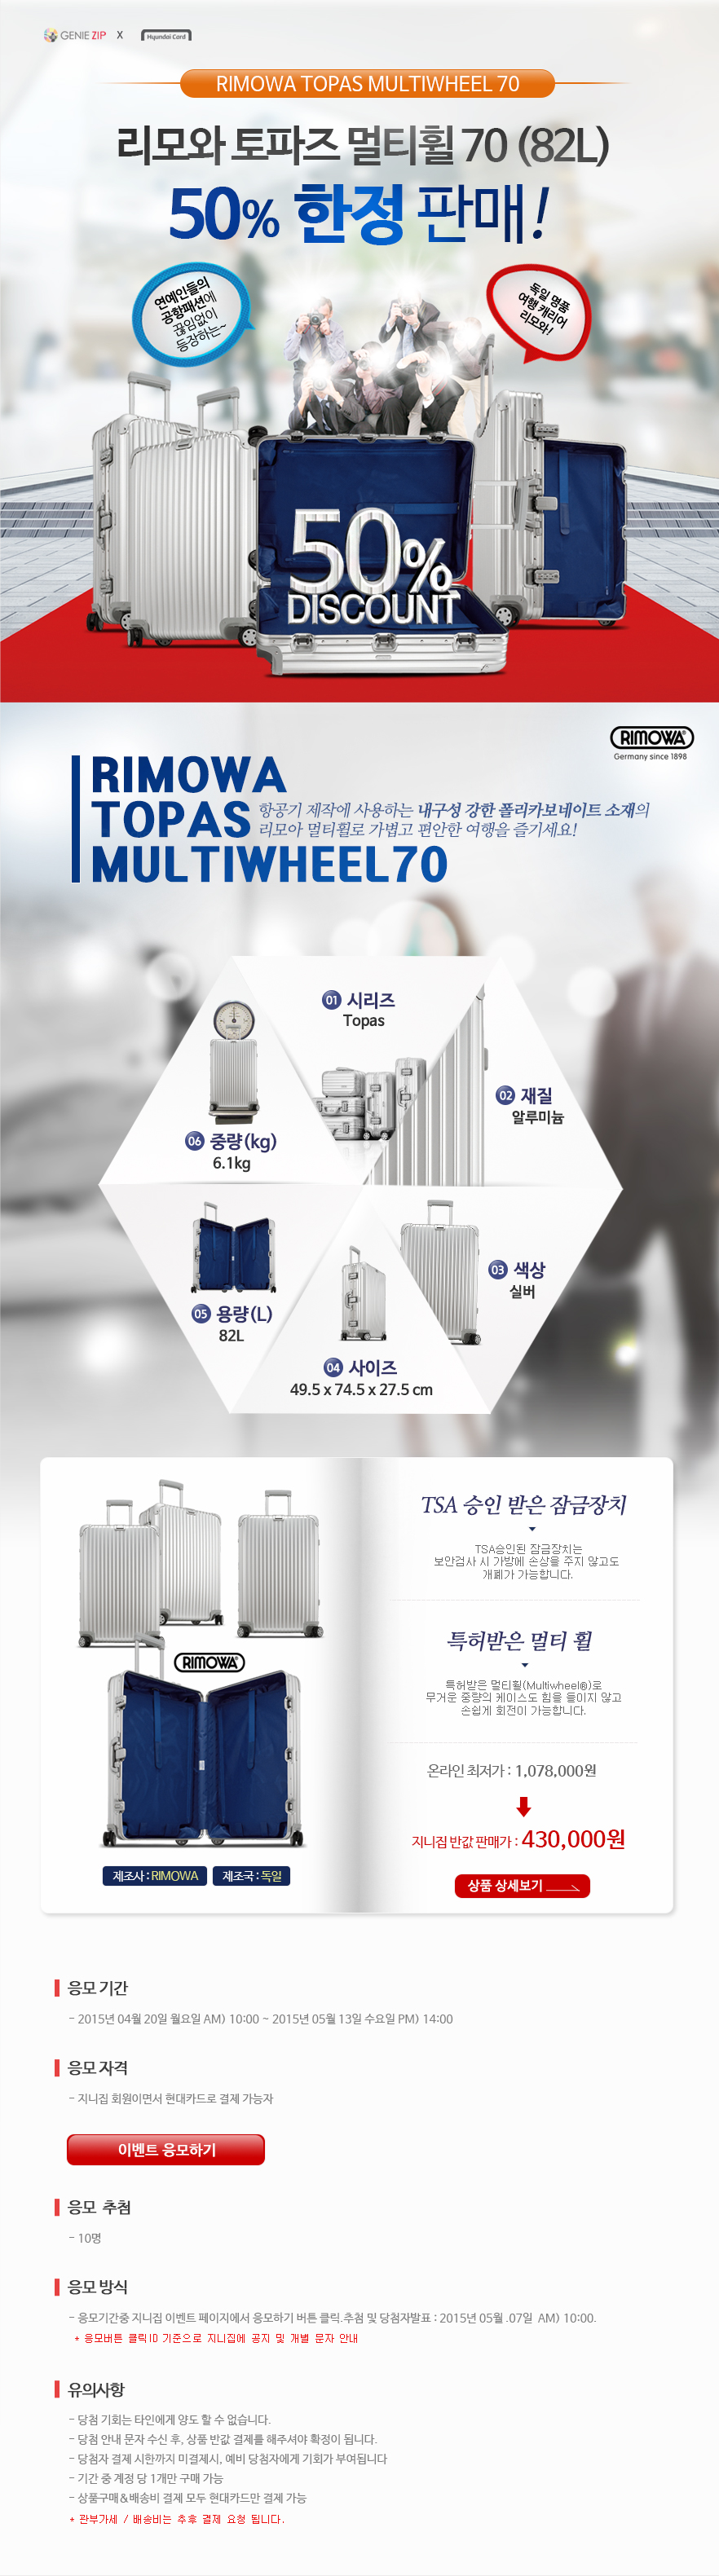 GENIE ZIP X Hyundai Card
RIMOWA TOPAS MULTIWHEEL 70
리모와 토파즈 멀티휠 70 (82L)
50% 한정 판매!
연예인들의
공항패션에
끊임없이
등장하는~
독일 명품
여행 캐리어
리모와!
50%
DISCOUNT
RIMOWA
Germany since 1898
RIMOWA
TOPAS
MULTIWHEEL70
항공기 제작에 사용하는 내구성 강한 폴리카보네이트 소재의
리모아 멀티휠로 가볍고 편안한 여행을 즐기세요!
01 시리즈
Topas
02 재질
알루미늄
06 중량(kg)
6.1kg
03 색상
실버
05 용량(L)
82L
04 사이즈
49.5 x 74.5 x 27.5 cm
TSA 승인 받은 잠금장치
TSA승인된 잠금장치는
보안검사 시 가방에 손상을 주지 않고도
개폐가 가능합니다.
특허받은 멀티 휠
특허받은 멀티휠(Multiwheel®)로
무거운 중량의 케이스도 힘을 들이지 않고
손쉽게 회전이 가능합니다.
RIMOWA
온라인 최저가 : 1,078,000원
지니집 반값 판매가 : 430,000원
제조사 : RIMOWA 제조국 : 독일
상품 상세보기
응모 기간
- 2015년 04월 20일 월요일 AM) 10:00 ~ 2015년 05월 13일 수요일 PM) 14:00
응모 자격
- 지니집 회원이면서 현대카드로 결제 가능자
이벤트 응모하기
응모 추첨
- 10명
응모 방식
- 응모기간중 지니집 이벤트 페이지에서 응모하기 버튼 클릭.추첨 및 당첨자발표 : 2015년 05월 .07일 AM) 10:00.
* 응모버튼 클릭ID 기준으로 지니집에 공지 및 개별 문자 안내
유의사항
- 당첨 기회는 타인에게 양도 할 수 없습니다.
- 당첨 안내 문자 수신 후, 상품 반값 결제를 해주셔야 확정이 됩니다.
- 당첨자 결제 시한까지 미결제시, 예비 당첨자에게 기회가 부여됩니다
- 기간 중 계정 당 1개만 구매 가능
- 상품구매&배송비 결제 모두 현대카드만 결제 가능
* 관부가세 / 배송비는 추후 결제 요청 됩니다.